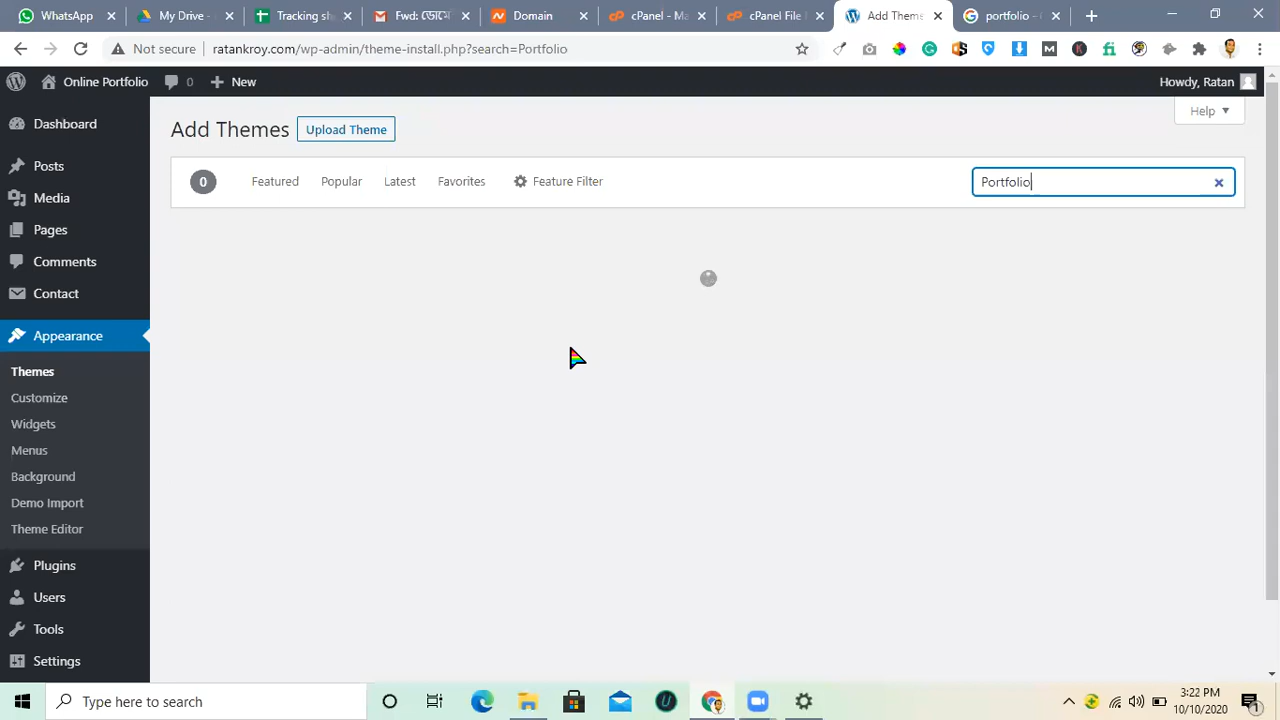 WhatsApp
My Drive -
Tracking sh
Fwd: CGIC-
Domain
cPanel - Ma
cPanel File
Add Theme
portfolio -
Not secure
ratankroy.com/wp-admin/theme-install.php?search=Portfolio
Online Portfolio
0
New
Howdy, Ratan
Dashboard
Posts
Media
Pages
Comments
Contact
Appearance
Themes
Customize
Widgets
Menus
Background
Demo Import
Theme Editor
Plugins
Users
Tools
Settings
Help
Add Themes
Upload Theme
0
Featured
Popular
Latest
Favorites
Feature Filter
Portfolio
Type here to search
3:22 PM
10/10/2020